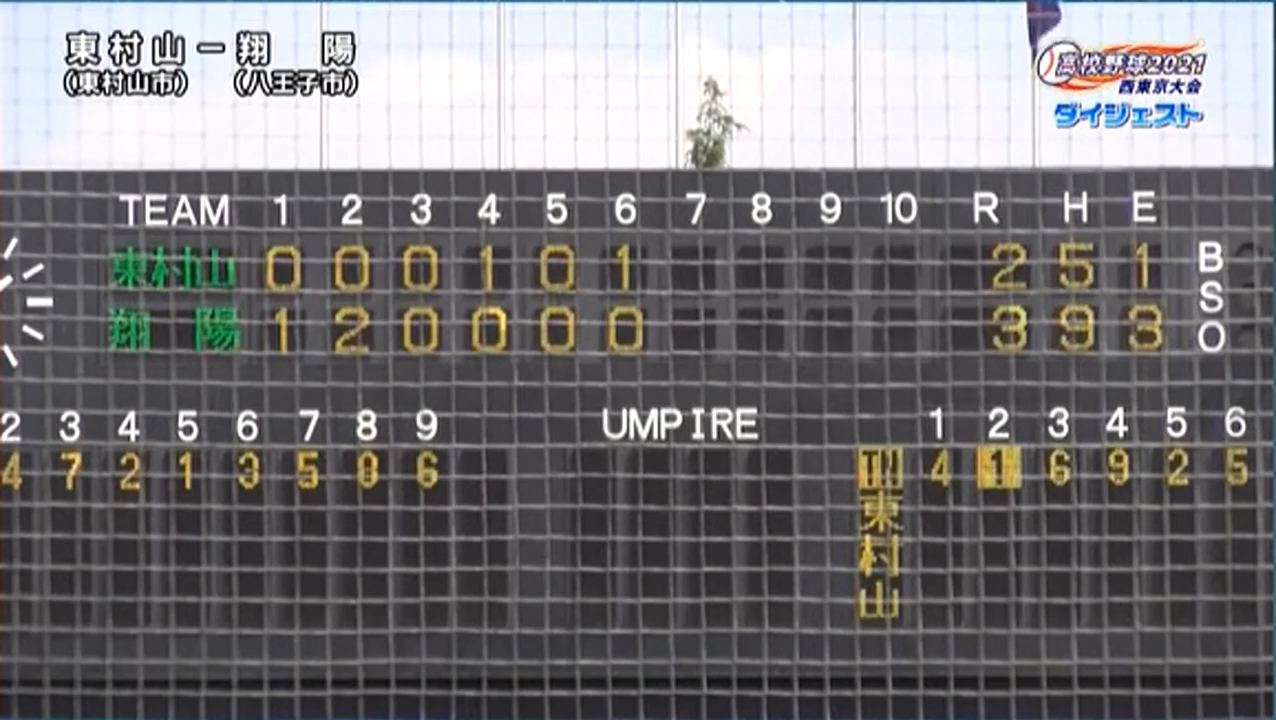 東村山－翔 陽
(東村山市) (八王子市)
高校野球2021
西東京大会
ダイジェスト
TEAM 1 2 3 4 5 6 7 8 9 10 R H E
東村山 0 0 0 1 0 1 2 5 1
翔 陽 1 2 0 0 0 0 3 9 3
B
S
O
2 3 4 5 6 7 8 9 UMPIRE 1 2 3 4 5 6
4 7 2 1 3 5 8 6 4 1 6 9 2 5
東村山